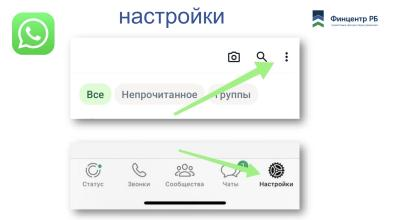 настройки
Финцентр РБ
Все
Непрочитанное
Группы
Статус
Звонки
Сообщества
Чаты
Настройки